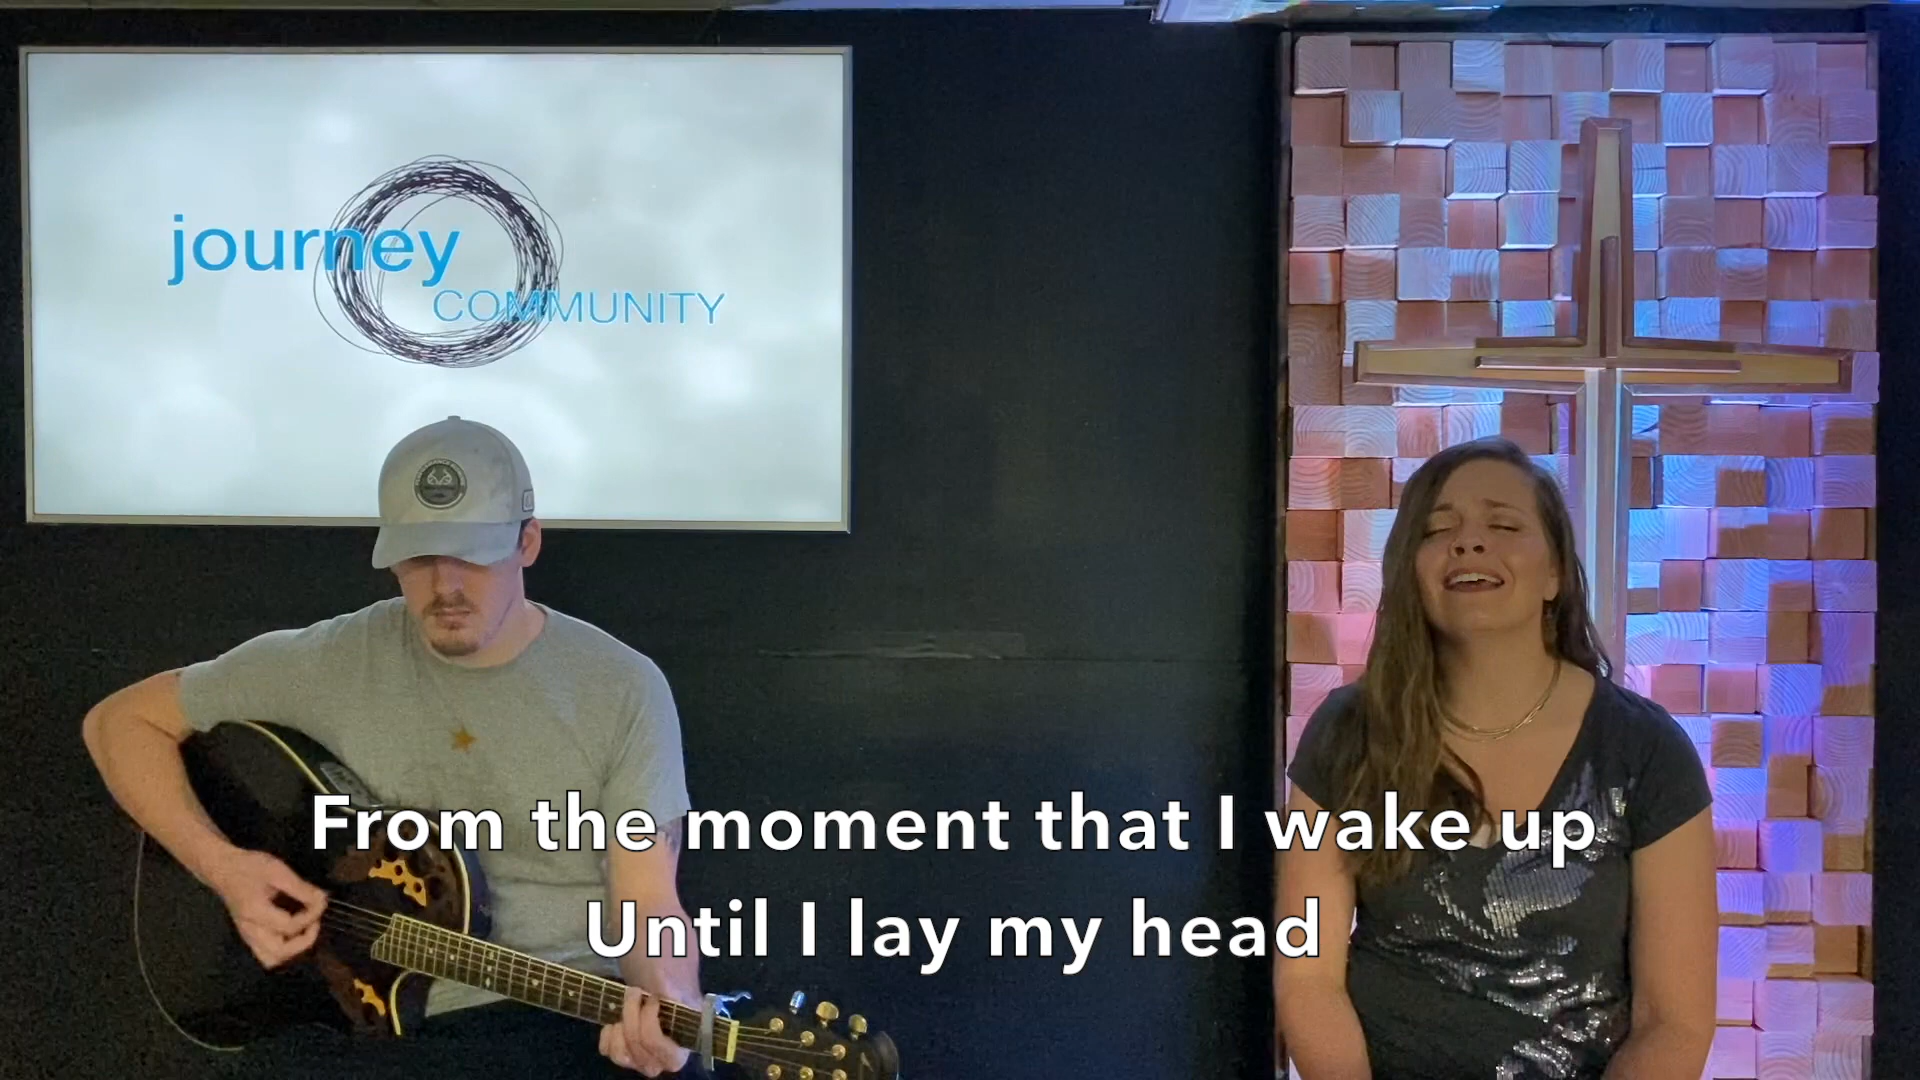 journey
COMMUNITY
From the moment that I wake up
Until I lay my head